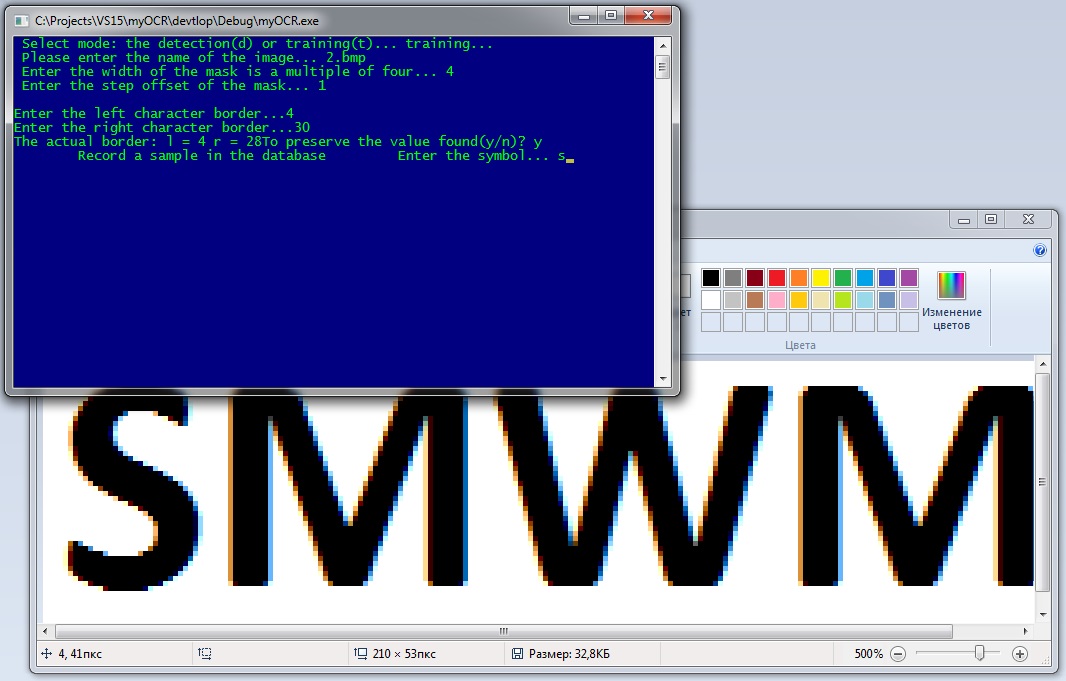 C:\Projects\VS15\myOCR\devtlop\Debug\myOCR.exe
Select mode: the detection(d) or training(t)... training...
Please enter the name of the image... 2.bmp
Enter the width of the mask is a multiple of four... 4
Enter the step offset of the mask... 1
Enter the left character border...4
Enter the right character border...30
The actual border: l = 4 r = 28To preserve the value found(y/n)? y
Record a sample in the database Enter the symbol... s
Изменение
цветов
Цвета
SMWM
4, 41пкс
210 × 53пкс
Размер: 32,8КБ
500%